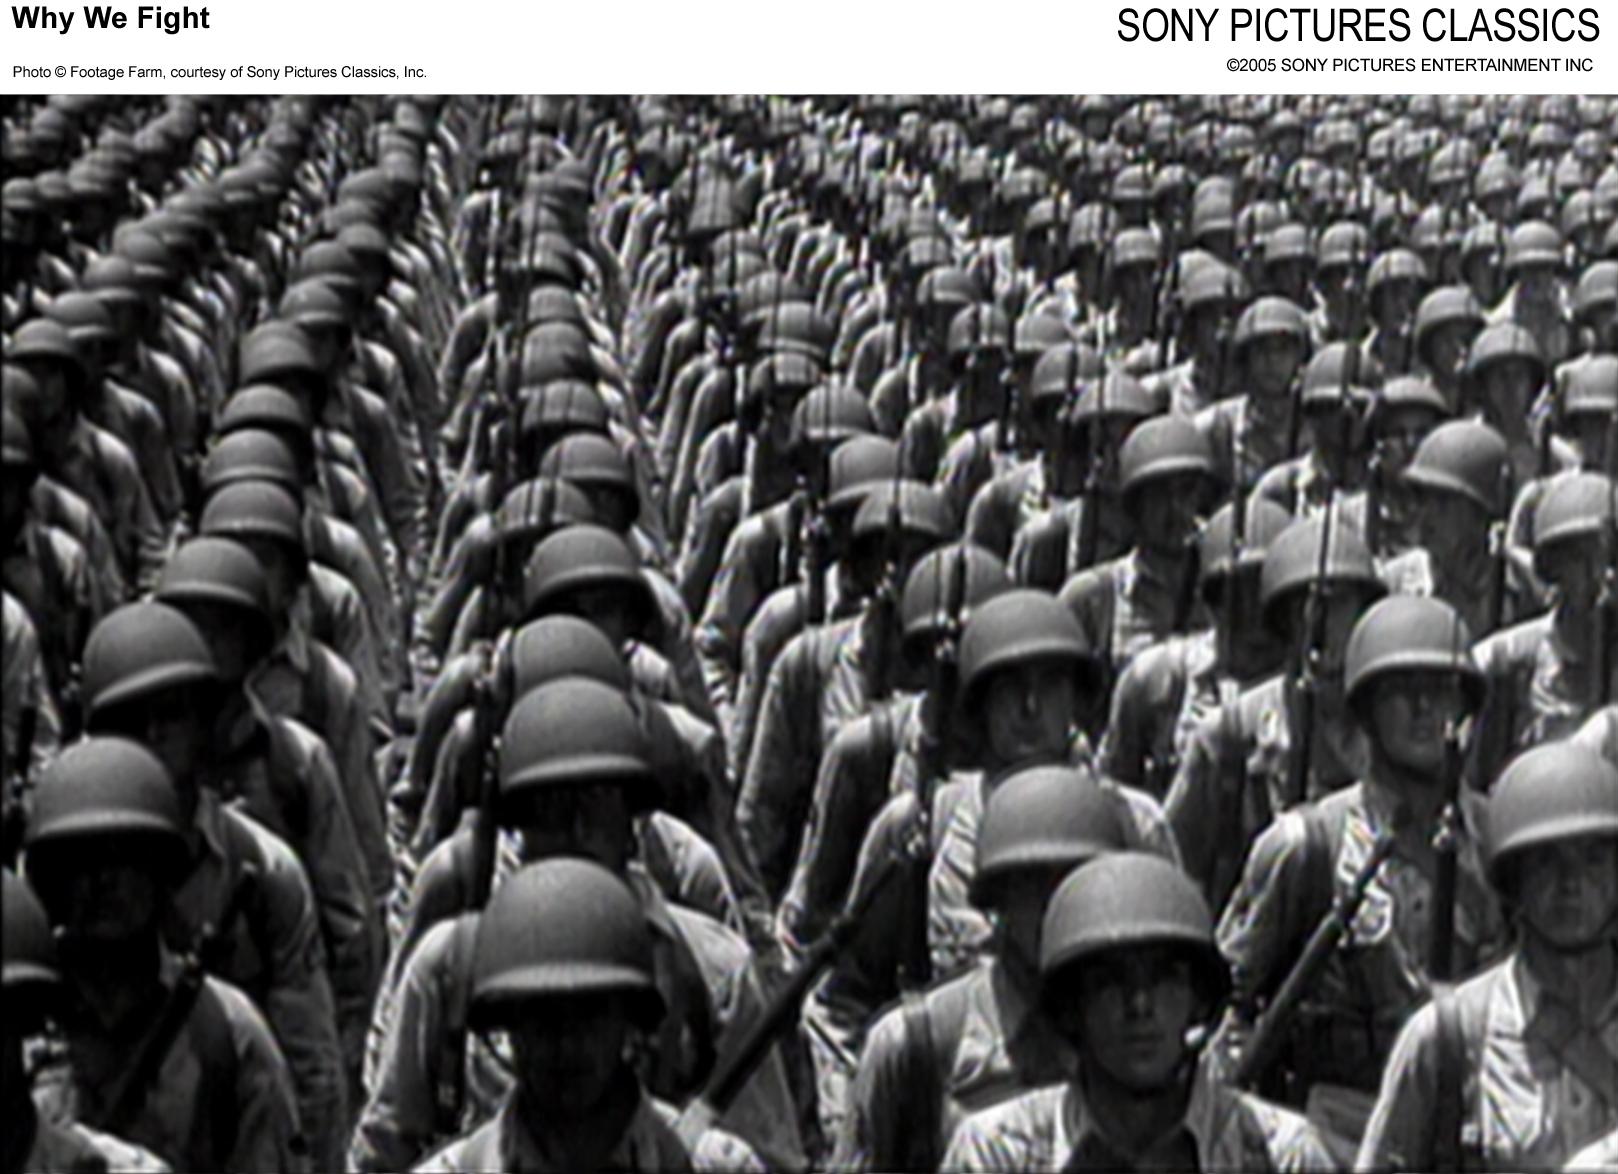 Why We Fight
SONY PICTURES CLASSICS
©2005 SONY PICTURES ENTERTAINMENT INC
Photo © Footage Farm, courtesy of Sony Pictures Classics, Inc.